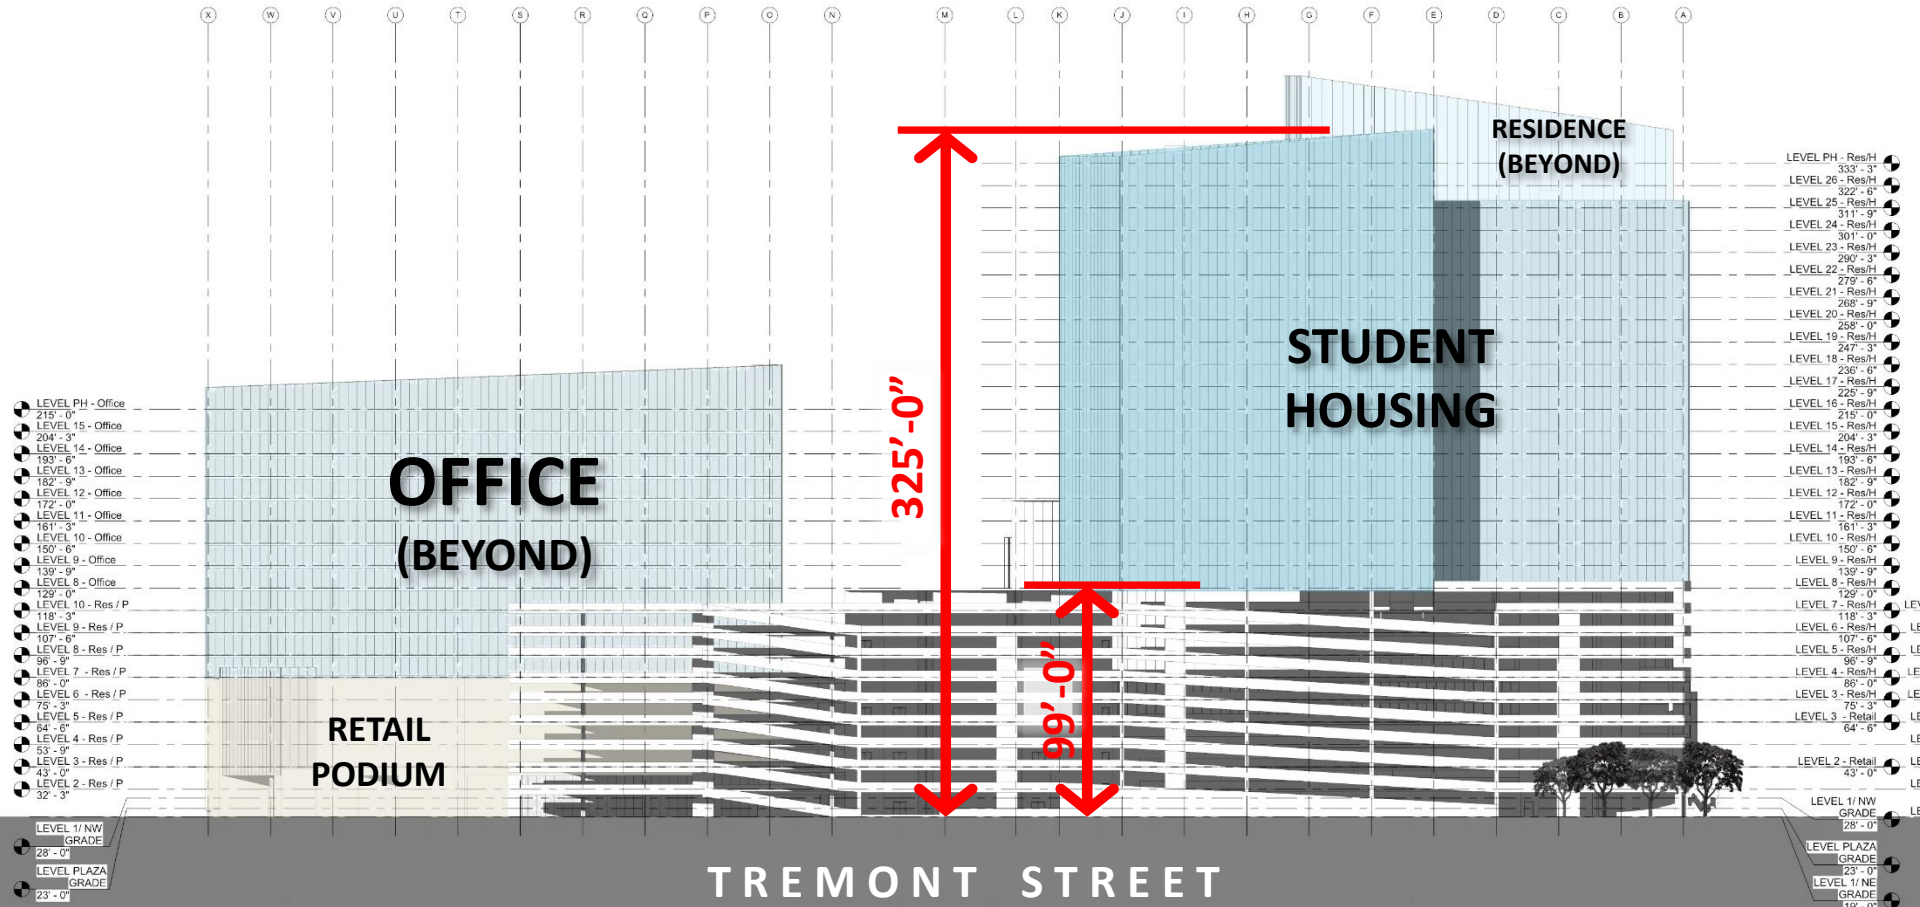 X W V U T S R Q P O N M L K J I H G F E D C B A
RESIDENCE
(BEYOND)
STUDENT
HOUSING
325’-0”
99’-0”
OFFICE
(BEYOND)
RETAIL
PODIUM
LEVEL PH - Office
215' - 0"
LEVEL 15 - Office
204' - 3"
LEVEL 14 - Office
193' - 6"
LEVEL 13 - Office
182' - 9"
LEVEL 12 - Office
172' - 0"
LEVEL 11 - Office
161' - 3"
LEVEL 10 - Office
150' - 6"
LEVEL 9 - Office
139' - 9"
LEVEL 8 - Office
129' - 0"
LEVEL 10 - Res / P
118' - 3"
LEVEL 9 - Res / P
107' - 6"
LEVEL 8 - Res / P
96' - 9"
LEVEL 7 - Res / P
86' - 0"
LEVEL 6 - Res / P
75' - 3"
LEVEL 5 - Res / P
64' - 6"
LEVEL 4 - Res / P
53' - 9"
LEVEL 3 - Res / P
43' - 0"
LEVEL 2 - Res / P
32' - 3"
LEVEL 1/ NW
GRADE
28' - 0"
LEVEL PLAZA
GRADE
23' - 0"
LEVEL PH - Res/H
333' - 3"
LEVEL 26 - Res/H
322' - 6"
LEVEL 25 - Res/H
311' - 9"
LEVEL 24 - Res/H
301' - 0"
LEVEL 23 - Res/H
290' - 3"
LEVEL 22 - Res/H
279' - 6"
LEVEL 21 - Res/H
268' - 9"
LEVEL 20 - Res/H
258' - 0"
LEVEL 19 - Res/H
247' - 3"
LEVEL 18 - Res/H
236' - 6"
LEVEL 17 - Res/H
225' - 9"
LEVEL 16 - Res/H
215' - 0"
LEVEL 15 - Res/H
204' - 3"
LEVEL 14 - Res/H
193' - 6"
LEVEL 13 - Res/H
182' - 9"
LEVEL 12 - Res/H
172' - 0"
LEVEL 11 - Res/H
161' - 3"
LEVEL 10 - Res/H
150' - 6"
LEVEL 9 - Res/H
139' - 9"
LEVEL 8 - Res/H
129' - 0"
LEVEL 7 - Res/H
118' - 3"
LEVEL 6 - Res/H
107' - 6"
LEVEL 5 - Res/H
96' - 9"
LEVEL 4 - Res/H
86' - 0"
LEVEL 3 - Res/H
75' - 3"
LEVEL 3 - Retail
64' - 6"
LEVEL 2 - Retail
43' - 0"
LEVEL 1/ NW
GRADE
28' - 0"
LEVEL PLAZA
GRADE
23' - 0"
LEVEL 1/ NE
GRADE
19' - 0"
TREMONT STREET